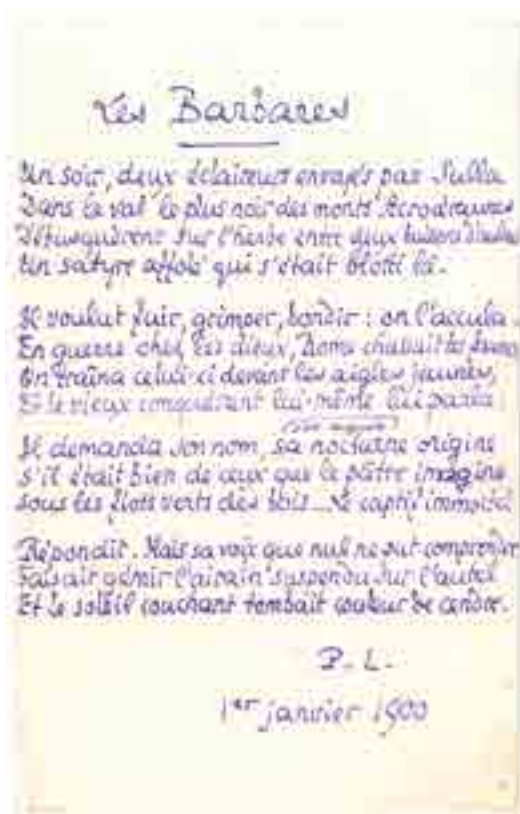 Les Barbares
Un soir, deux éclaireurs envoyés par Sulla
Dans le val le plus noir des monts
Débusquèrent sur l'herbe entre deux buissons
Un satyre affolé qui s'était blotti là.
Il voulut fuir, grimper, bondir : on l'accula.
En guerre chez les dieux, Rome chassait les faunes
On traîna celui-ci devant les aigles jaunes,
Et le vieux conquérant lui-même lui parla
Il demanda son nom, sa nocturne origine
S'il était bien de ceux que le pâtre imagine
Sous les flots verts des bois... Le captif immortel
Répondit. Mais sa voix que nul ne sut comprendre
Faisait gémir l'airain suspendu sur l'autel
Et le soleil couchant tombait couleur de cendre.
P. L.
1er janvier 1900